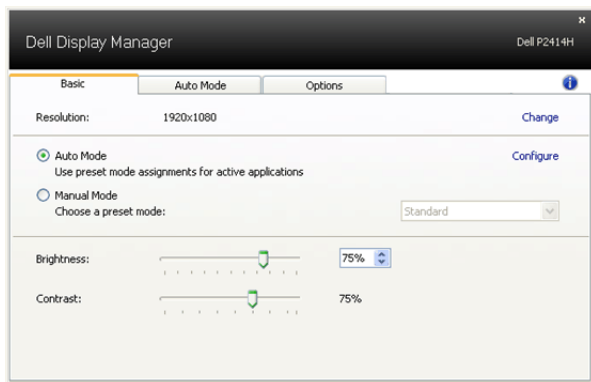 Dell Display Manager
Dell P2414H
Basic
Auto Mode
Options
Resolution:
1920x1080
Change
Auto Mode
Configure
Use preset mode assignments for active applications
Manual Mode
Choose a preset mode:
Standard
Brightness:
75%
Contrast:
75%